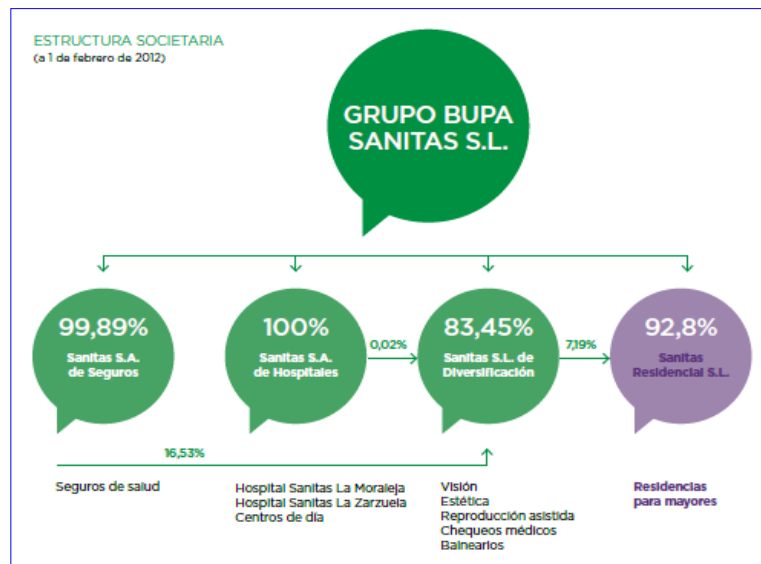 ESTRUCTURA SOCIETARIA
(a 1 de febrero de 2012)
GRUPO BUPA
SANITAS S.L.
99,89%
Sanitas S.A.
de Seguros
100%
Sanitas S.A.
de Hospitales
0,02%
83,45%
Sanitas S.L. de
Diversificación
7,19%
92,8%
Sanitas
Residencial S.L.
16,53%
Seguros de salud
Hospital Sanitas La Moraleja
Hospital Sanitas La Zarzuela
Centros de día
Visión
Estética
Reproducción asistida
Chequeos médicos
Balnearios
Residencias
para mayores